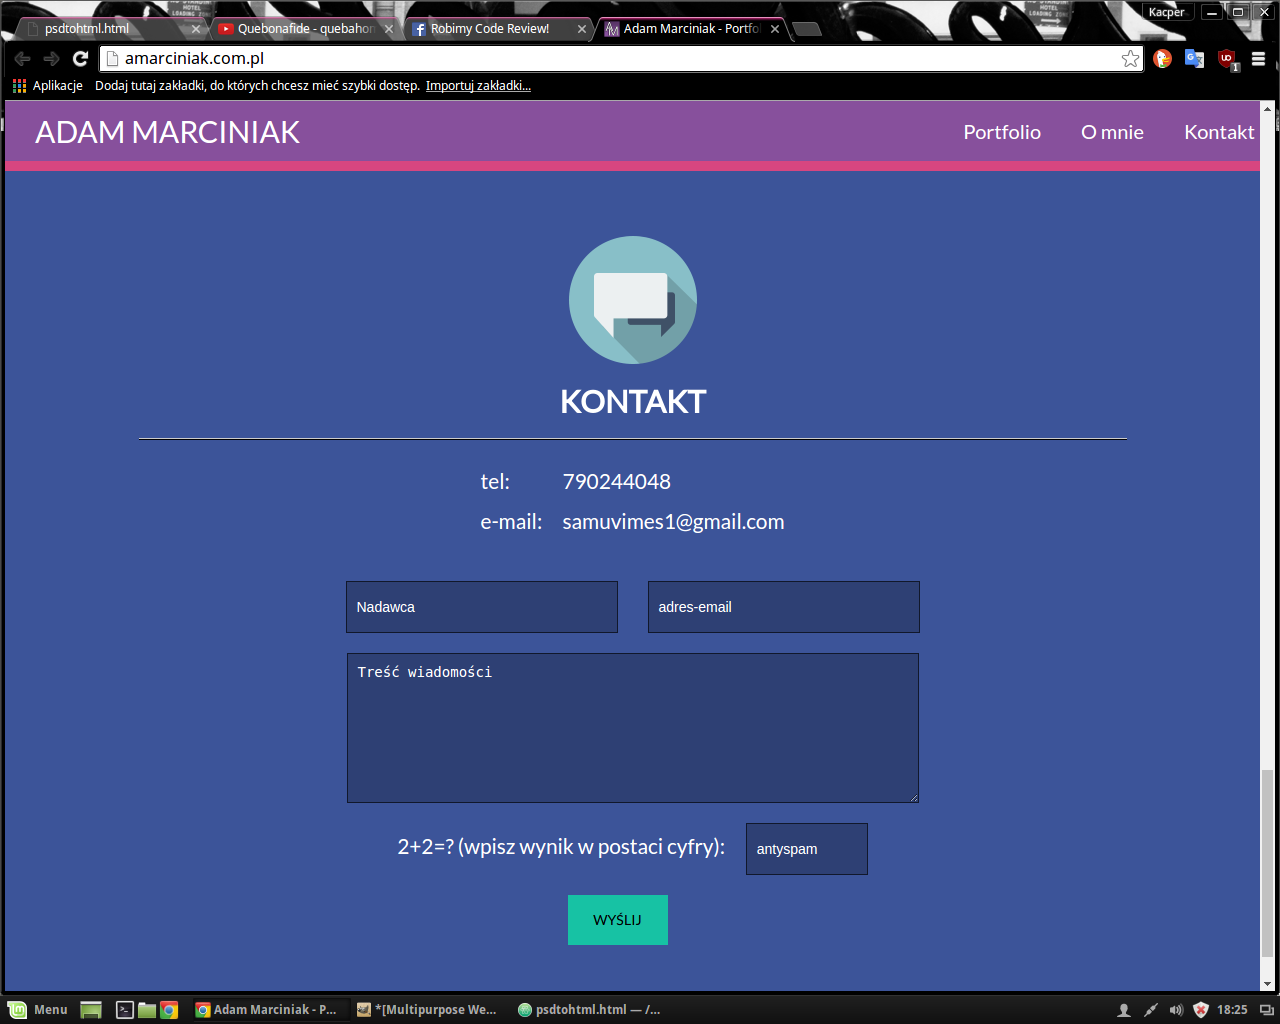 Kacper
psdtohtml.html
Quebonafide - quebahon
Robimy Code Review!
Adam Marciniak - Portfo
amarciniak.com.pl
1
Aplikacje Dodaj tutaj zakładki, do których chcesz mieć szybki dostęp. Importuj zakładki...
ADAM MARCINIAK
Portfolio O mnie Kontakt
KONTAKT
tel: 790244048
e-mail: samuvimes1@gmail.com
Nadawca
adres-email
Treść wiadomości
2+2=? (wpisz wynik w postaci cyfry):
antyspam
WYŚLIJ
Menu
Adam Marciniak - P...
*[Multipurpose We...
psdtohtml.html — /...
18:25